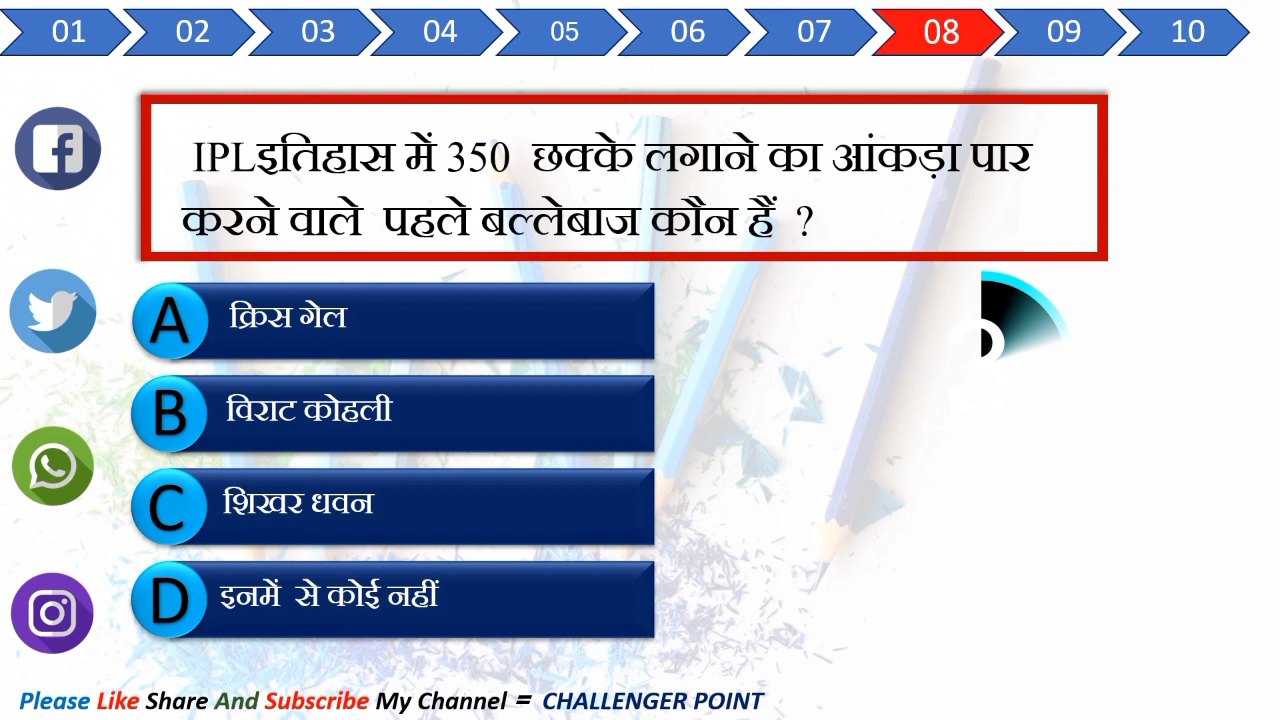 01 02 03 04 05 06 07 08 09 10
IPLइतिहास में 350 छक्के लगाने का आंकड़ा पार
करने वाले पहले बल्लेबाज कौन हैं ?
A क्रिस गेल
B विराट कोहली
C शिखर धवन
D इनमें से कोई नहीं
Please Like Share And Subscribe My Channel = CHALLENGER POINT